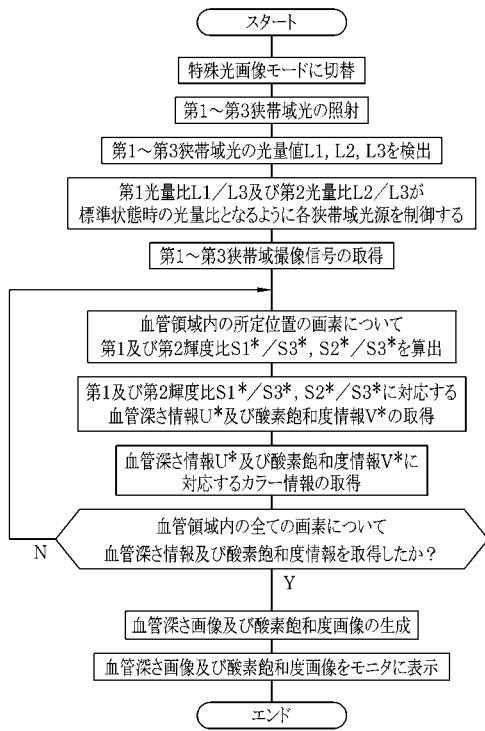 スタート
特殊光画像モードに切替
第1～第3狭帯域光の照射
第1～第3狭帯域光の光量値L1, L2, L3を検出
第1光量比L1／L3及び第2光量比L2／L3が
標準状態時の光量比となるように各狭帯域光源を制御する
第1～第3狭帯域撮像信号の取得
血管領域内の所定位置の画素について
第1及び第2輝度比S1*／S3*, S2*／S3*を算出
第1及び第2輝度比S1*／S3*, S2*／S3*に対応する
血管深さ情報U*及び酸素飽和度情報V*の取得
血管深さ情報U*及び酸素飽和度情報V*に
対応するカラー情報の取得
血管領域内の全ての画素について
血管深さ情報及び酸素飽和度情報を取得したか？
N
Y
血管深さ画像及び酸素飽和度画像の生成
血管深さ画像及び酸素飽和度画像をモニタに表示
エンド